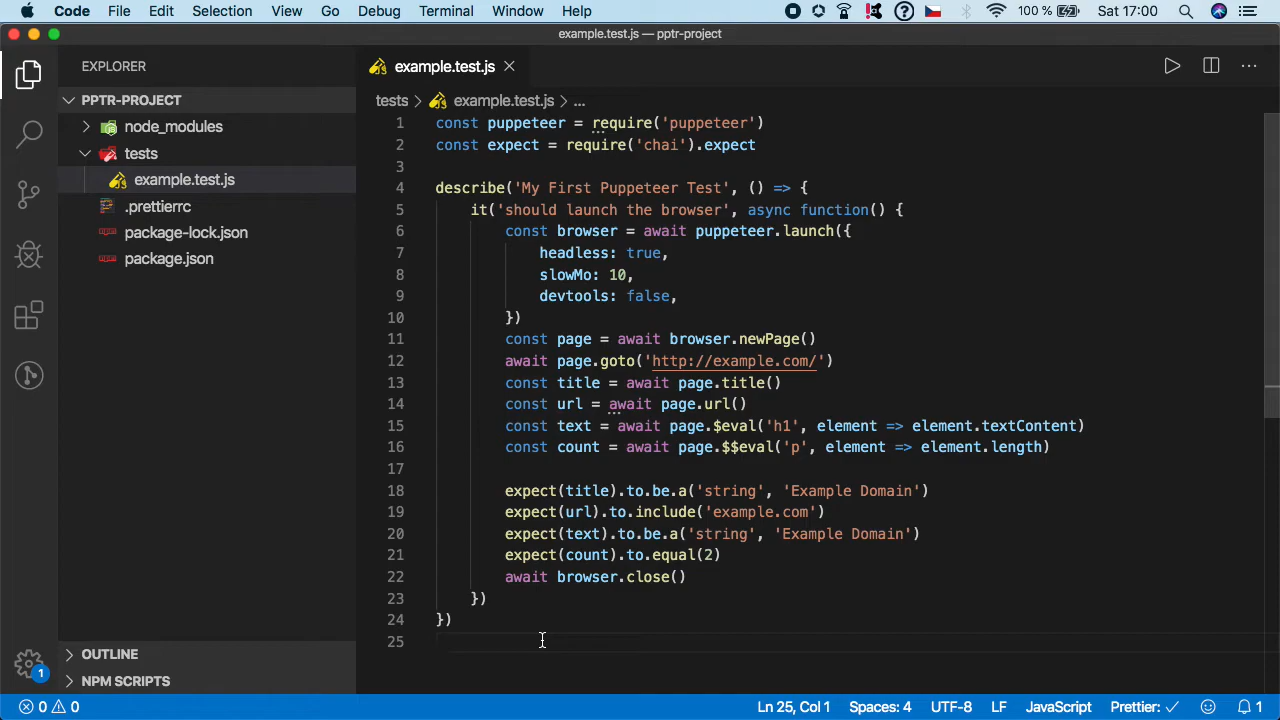 Code File Edit Selection View Go Debug Terminal Window Help 100 % Sat 17:00
example.test.js — pptr-project
EXPLORER
example.test.js
PPTR-PROJECT
tests > example.test.js > ...
node_modules
tests
example.test.js
.prettierrc
package-lock.json
package.json
1 const puppeteer = require('puppeteer')
2 const expect = require('chai').expect
3
4 describe('My First Puppeteer Test', () => {
5 it('should launch the browser', async function() {
6 const browser = await puppeteer.launch({
7 headless: true,
8 slowMo: 10,
9 devtools: false,
10 })
11 const page = await browser.newPage()
12 await page.goto('http://example.com/')
13 const title = await page.title()
14 const url = await page.url()
15 const text = await page.$eval('h1', element => element.textContent)
16 const count = await page.$$eval('p', element => element.length)
17
18 expect(title).to.be.a('string', 'Example Domain')
19 expect(url).to.include('example.com')
20 expect(text).to.be.a('string', 'Example Domain')
21 expect(count).to.equal(2)
22 await browser.close()
23 })
24 })
25
OUTLINE
NPM SCRIPTS
1
0 0 Ln 25, Col 1 Spaces: 4 UTF-8 LF JavaScript Prettier: ✓ 1